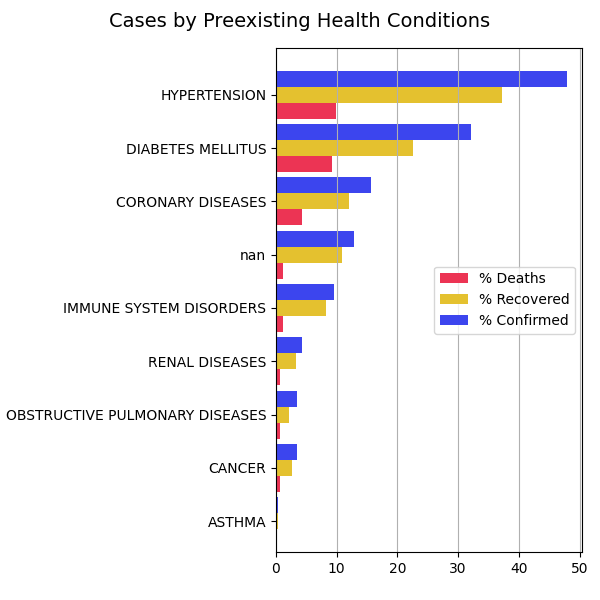 Cases by Preexisting Health Conditions
HYPERTENSION
DIABETES MELLITUS
CORONARY DISEASES
nan
IMMUNE SYSTEM DISORDERS
RENAL DISEASES
OBSTRUCTIVE PULMONARY DISEASES
CANCER
ASTHMA
% Deaths
% Recovered
% Confirmed
0 10 20 30 40 50